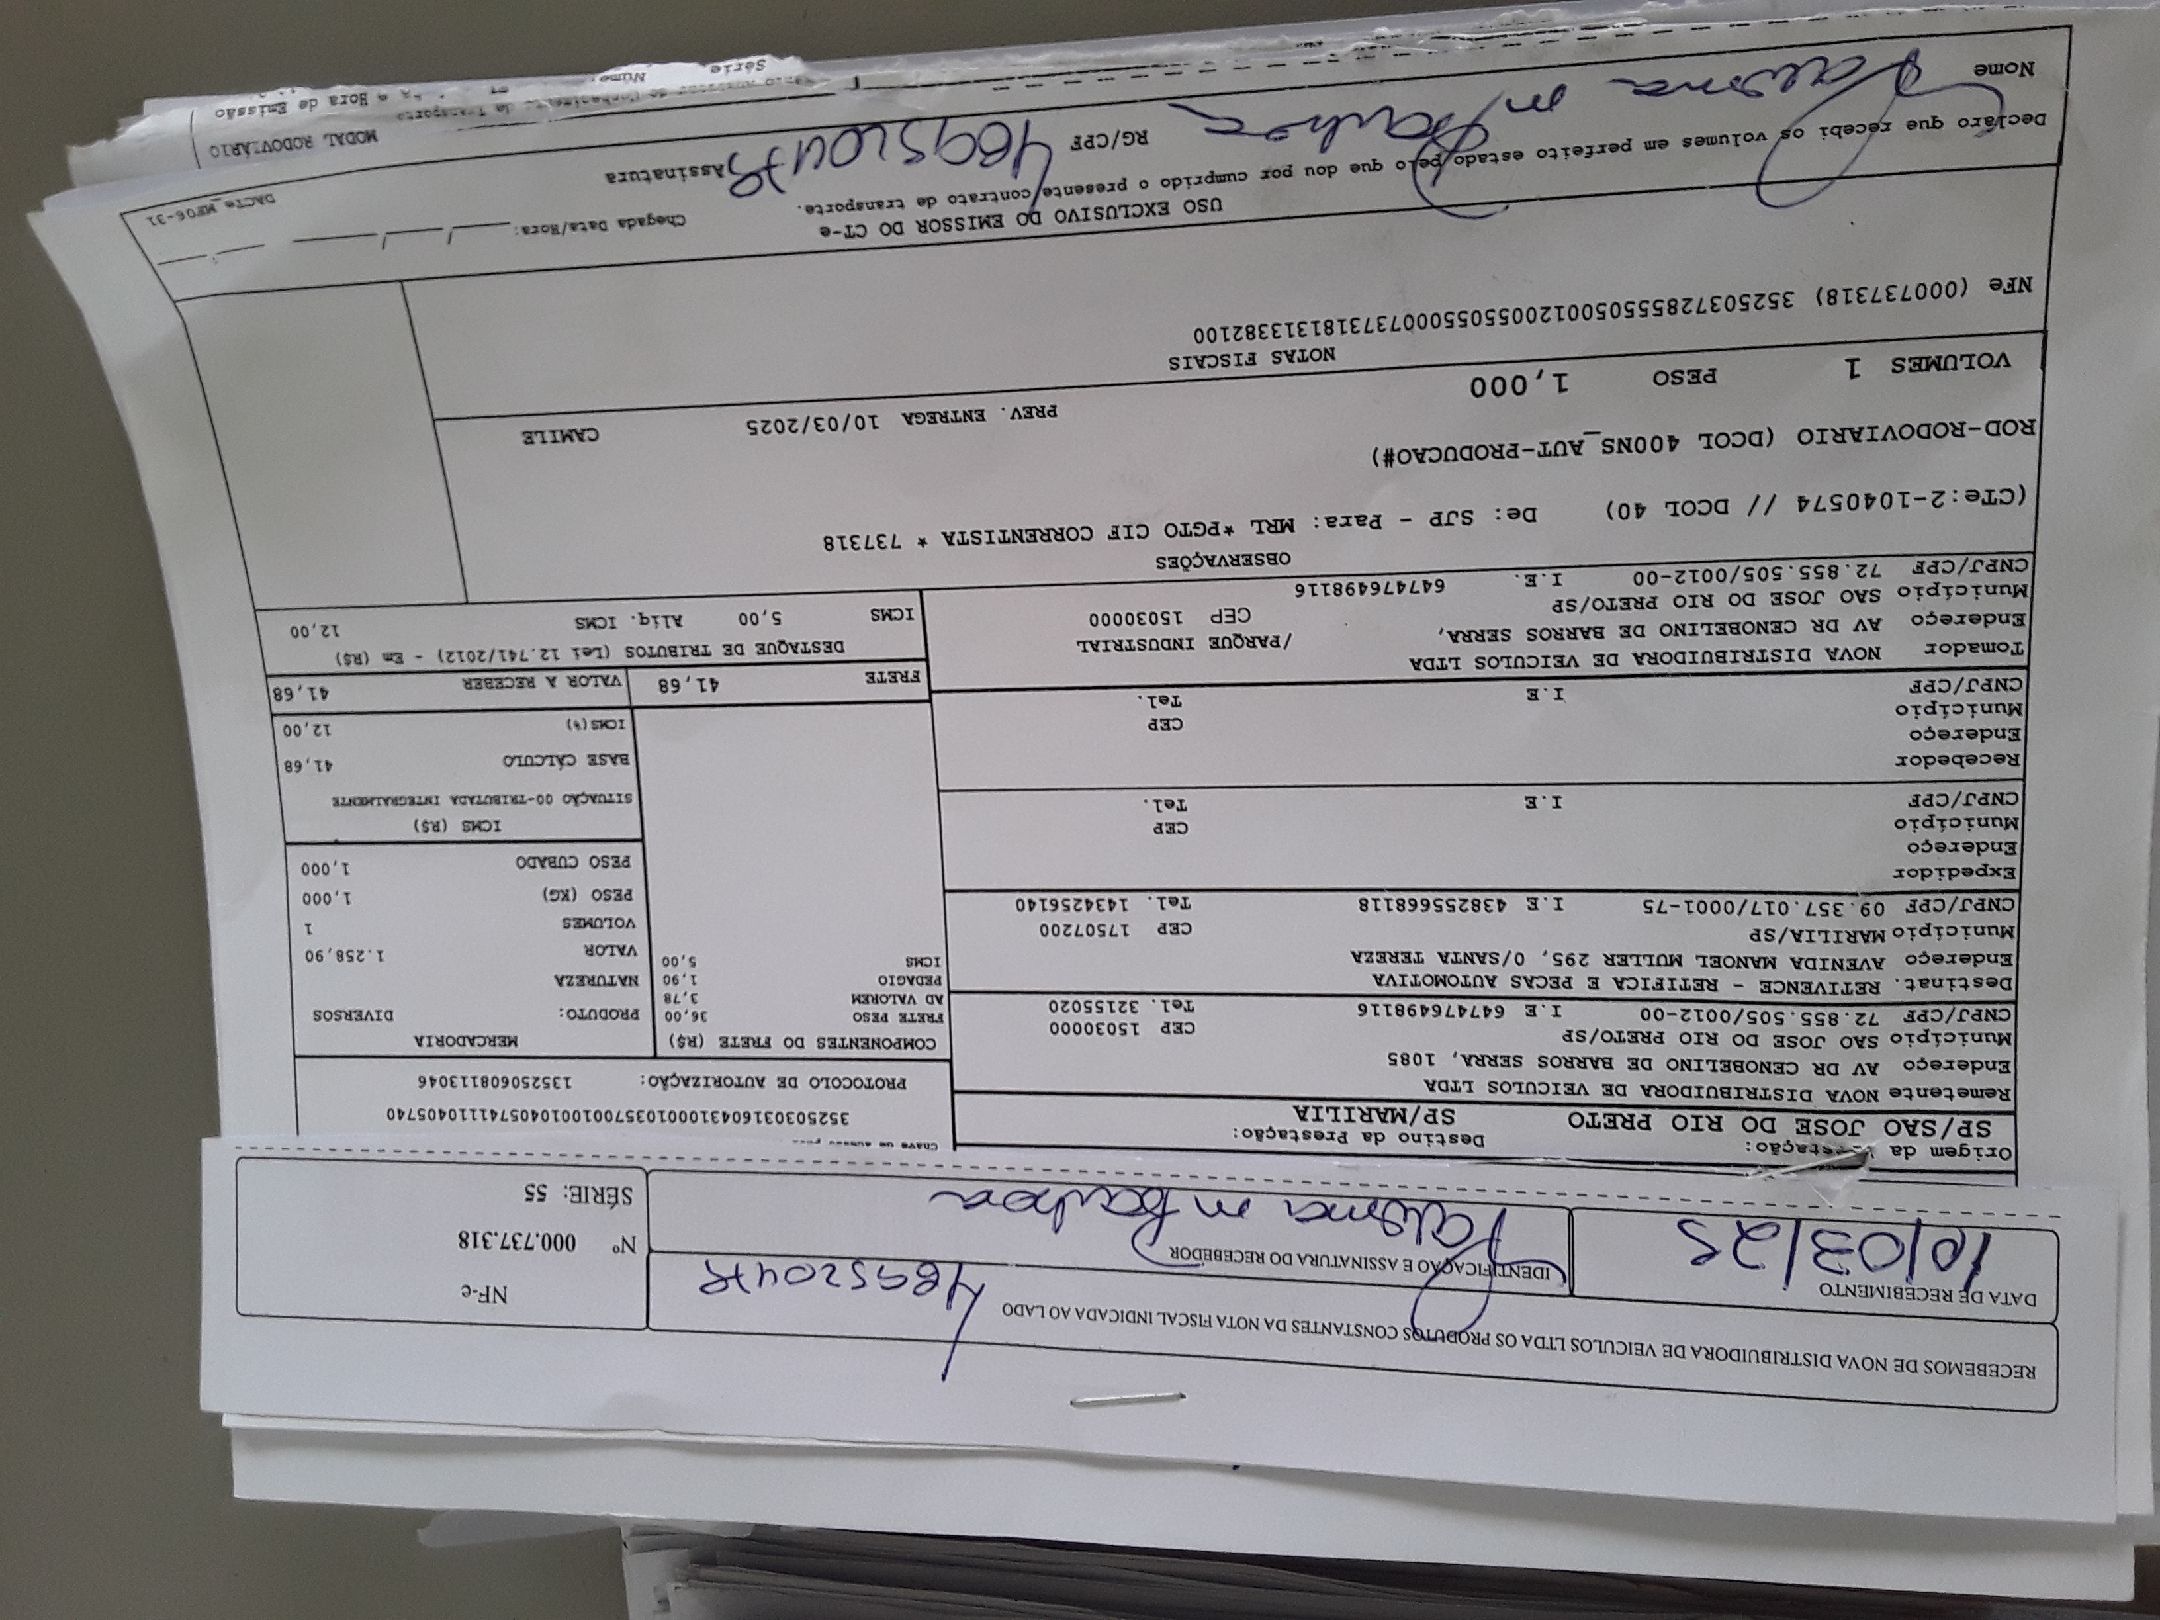 RECEBEMOS DE NOVA DISTRIBUIDORA DE VEICULOS LTDA OS PRODUTOS CONSTANTES DA NOTA FISCAL INDICADA AO LADO
NF-e
Nº 000.737.318
SÉRIE: 55
DATA DE RECEBIMENTO
10/03/25
IDENTIFICAÇÃO E ASSINATURA DO RECEBEDOR
Origem da
SP/SAO JOSE DO RIO PRETO
Destino da Prestação:
SP/MARILIA
35250303160431000103570010010405741110405740
PROTOCOLO DE AUTORIZAÇÃO: 135250608113046
Remetente NOVA DISTRIBUIDORA DE VEICULOS LTDA
Endereço AV DR CENOBELINO DE BARROS SERRA, 1085
Município SAO JOSE DO RIO PRETO/SP CEP 15030000
CNPJ/CPF 72.855.505/0012-00 I.E 647476498116 Tel. 32155020
Destinat. RETIVENCE - RETIFICA E PECAS AUTOMOTIVA
Endereço AVENIDA MANOEL MULLER 295, 0/SANTA TEREZA
Município MARILIA/SP CEP 17507200
CNPJ/CPF 09.357.017/0001-75 I.E 438255668118 Tel. 1434256140
Expedidor
Endereço
Município CEP
CNPJ/CPF I.E Tel.
Recebedor
Endereço
Município CEP
CNPJ/CPF I.E Tel.
Tomador NOVA DISTRIBUIDORA DE VEICULOS LTDA
Endereço AV DR CENOBELINO DE BARROS SERRA, /PARQUE INDUSTRIAL
Município SAO JOSE DO RIO PRETO/SP CEP 15030000
CNPJ/CPF 72.855.505/0012-00 I.E. 647476498116
COMPONENTES DO FRETE (R$)
FRETE PESO 36,00
AD VALOREM 3,78
PEDAGIO 1,90
ICMS 5,00
MERCADORIA
PRODUTO: DIVERSOS
NATUREZA
VALOR 1.258,90
VOLUMES 1
PESO (KG) 1,000
PESO CUBADO 1,000
ICMS (R$)
SITUAÇÃO 00-TRIBUTADA INTEGRALMENTE
BASE CÁLCULO 41,68
ICMS(%) 12,00
FRETE 41,68 VALOR A RECEBER 41,68
DESTAQUE DE TRIBUTOS (Lei 12.741/2012) - Em (R$)
ICMS 5,00 Aliq. ICMS 12,00
OBSERVAÇÕES
(CTe:2-1040574 // DCOL 40) De: SJP - Para: MRL *PGTO CIF CORRENTISTA * 737318
ROD-RODOVIARIO (DCOL 400NS_AUT-PRODUCAO#)
PREV. ENTREGA 10/03/2025 CAMILE
VOLUMES 1 PESO 1,000
NOTAS FISCAIS
NFe (000737318) 35250372855505001200550550007373181313382100
USO EXCLUSIVO DO EMISSOR DO CT-e
Chegada Data/Hora:
Declaro que recebi os volumes em perfeito estado pelo que dou por cumprido o presente contrato de transporte.
Nome
RG/CPF
Assinatura
DACTe_MF06-31
MODAL RODOVIÁRIO
Série